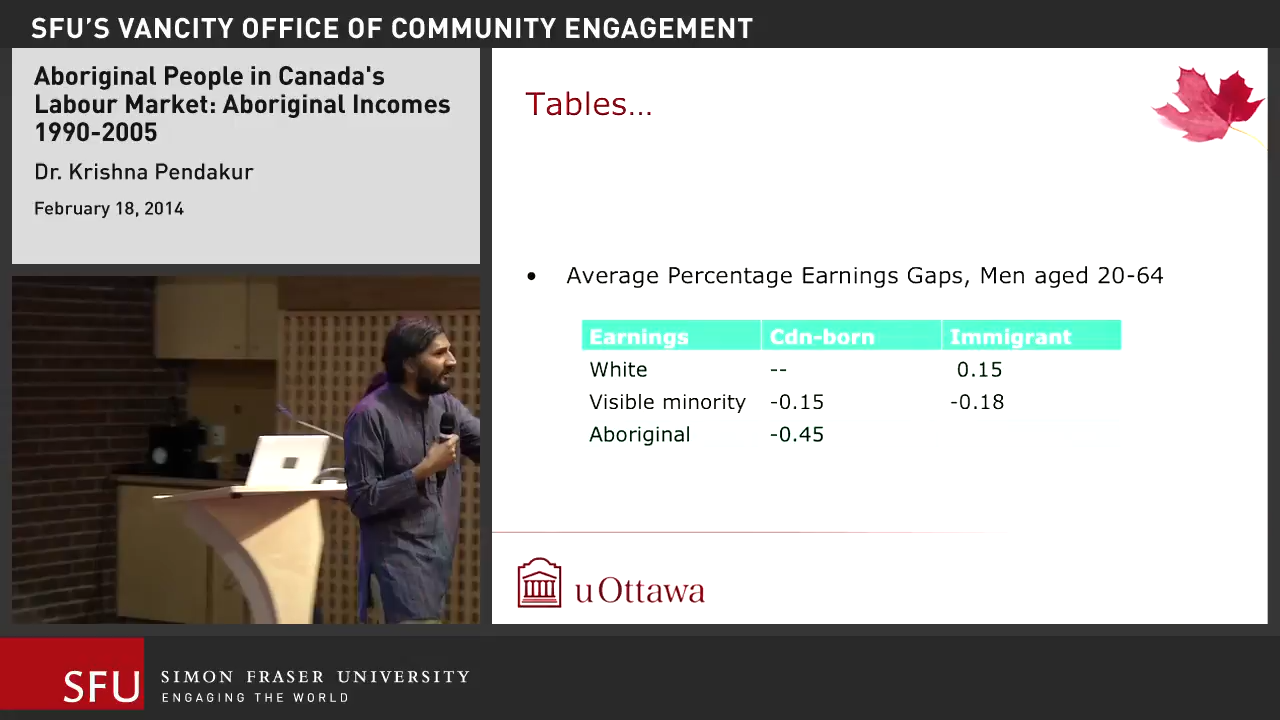 SFU'S VANCITY OFFICE OF COMMUNITY ENGAGEMENT
Aboriginal People in Canada's
Labour Market: Aboriginal Incomes
1990-2005
Dr. Krishna Pendakur
February 18, 2014
Tables...
• Average Percentage Earnings Gaps, Men aged 20-64
Earnings Cdn-born Immigrant
White -- 0.15
Visible minority -0.15 -0.18
Aboriginal -0.45
uOttawa
SFU SIMON FRASER UNIVERSITY
ENGAGING THE WORLD